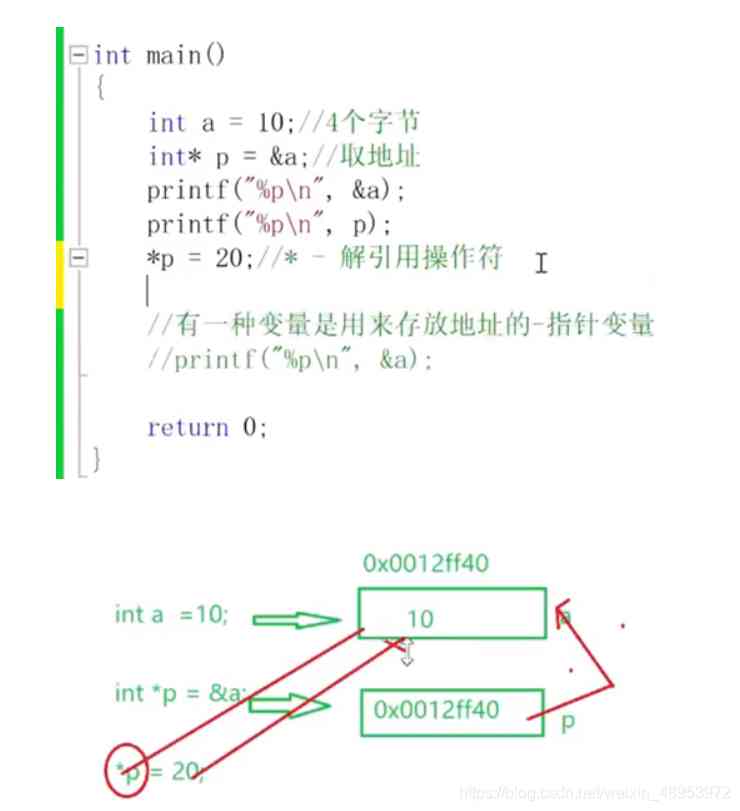 int main()
{
int a = 10;//4个字节
int* p = &a;//取地址
printf("%p\n", &a);
printf("%p\n", p);
*p = 20;//* - 解引用操作符
//有一种变量是用来存放地址的-指针变量
//printf("%p\n", &a);
return 0;
}
0x0012ff40
int a =10;
10
a
int *p = &a;
0x0012ff40
p
*p = 20;
https://blog.csdn.net/weixin_48953972